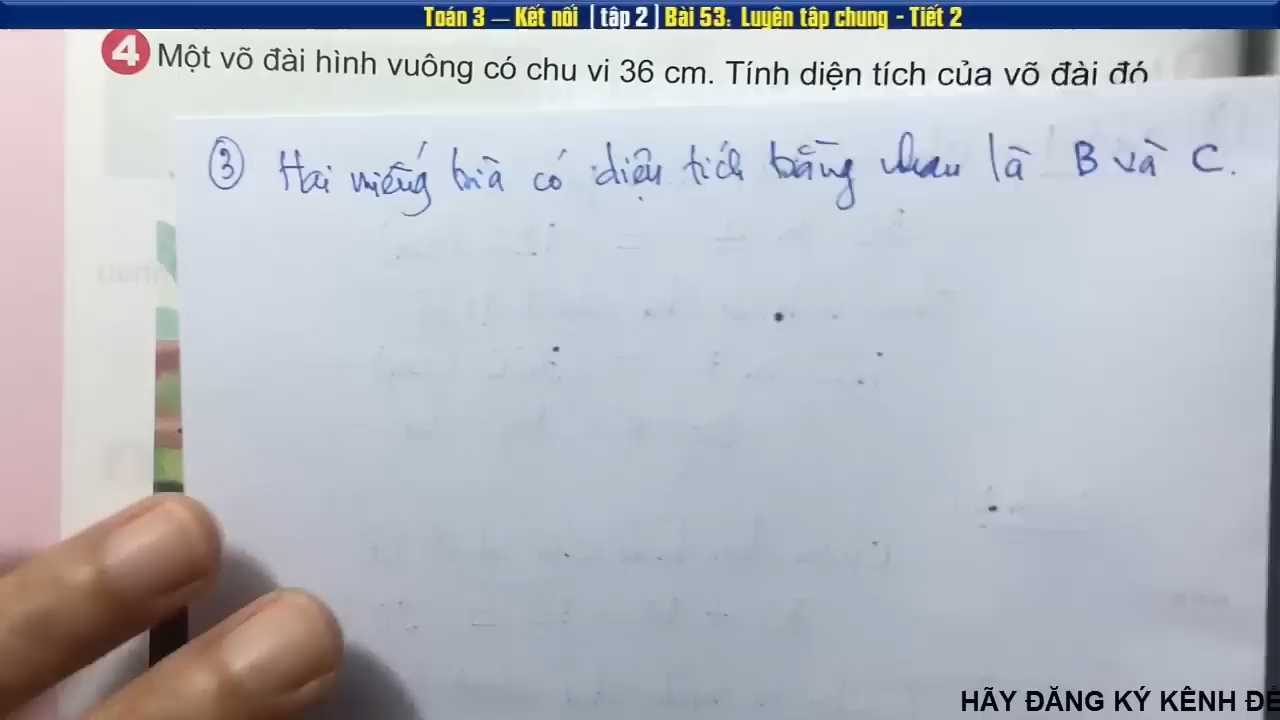 Toán 3 – Kết nối [ tập 2 ] Bài 53: Luyện tập chung - Tiết 2
4 Một võ đài hình vuông có chu vi 36 cm. Tính diện tích của võ đài đó
3 Hai miếng bìa có diện tích bằng nhau là B và C.
HÃY ĐĂNG KÝ KÊNH ĐỂ